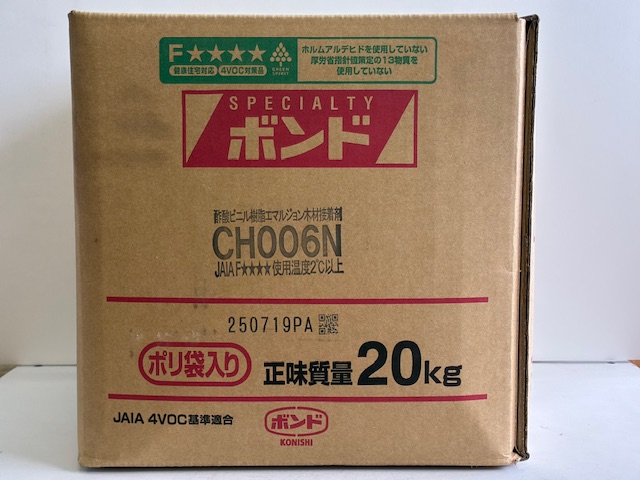 F★★★★
健康住宅対応 4VOC対策品
GREEN
ホルムアルデヒドを使用していない
厚労省指針値策定の13物質を
使用していない
SPECIALTY
ボンド
酢酸ビニル樹脂エマルジョン木材接着剤
CH006N
JAIA F★★★★ 使用温度2℃以上
250719PA
ポリ袋入り
正味質量20kg
JAIA 4VOC基準適合
ボンド
KONISHI